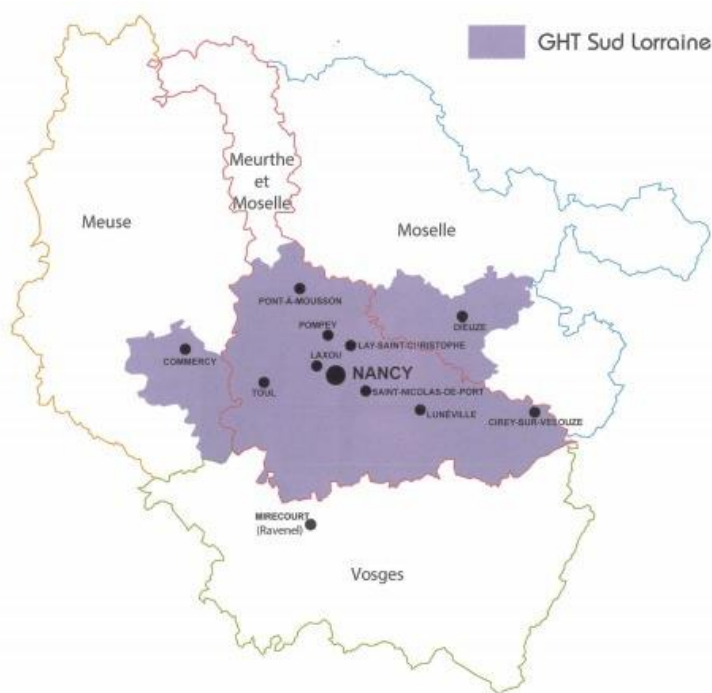 GHT Sud Lorraine
Meurthe
et
Moselle
Meuse
Moselle
PONT-À-MOUSSON
DIEUZE
POMPEY
LAY-SAINT-CHRISTOPHE
COMMERCY
LAXOU
NANCY
TOUL
SAINT-NICOLAS-DE-PORT
LUNÉVILLE
CIREY-SUR-VELOUZE
MIRECOURT
(Ravenel)
Vosges